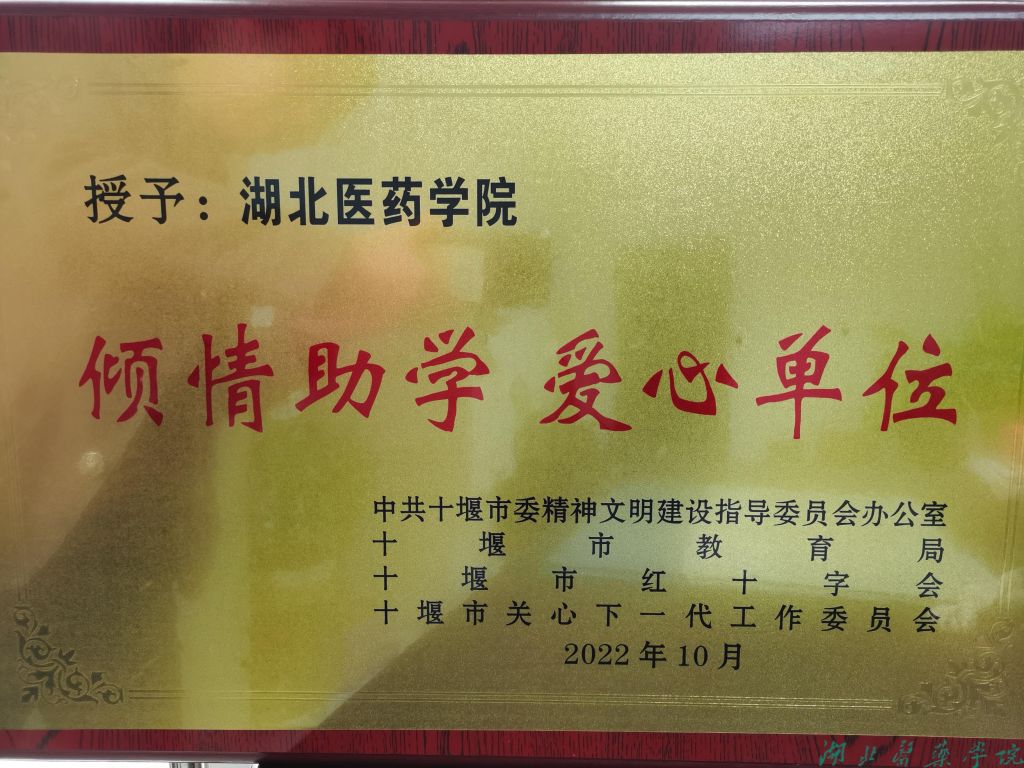 授予：湖北医药学院
倾情助学 爱心单位
中共十堰市委精神文明建设指导委员会办公室
十堰市教育局
十堰市红十字会
十堰市关心下一代工作委员会
2022年10月
湖北医药学院